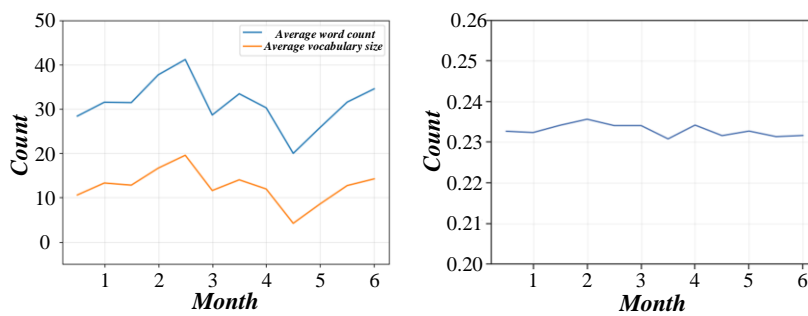 50
40
30
20
10
0
Count
Average word count
Average vocabulary size
1 2 3 4 5 6
Month
0.26
0.25
0.24
0.23
0.22
0.21
0.20
Count
1 2 3 4 5 6
Month